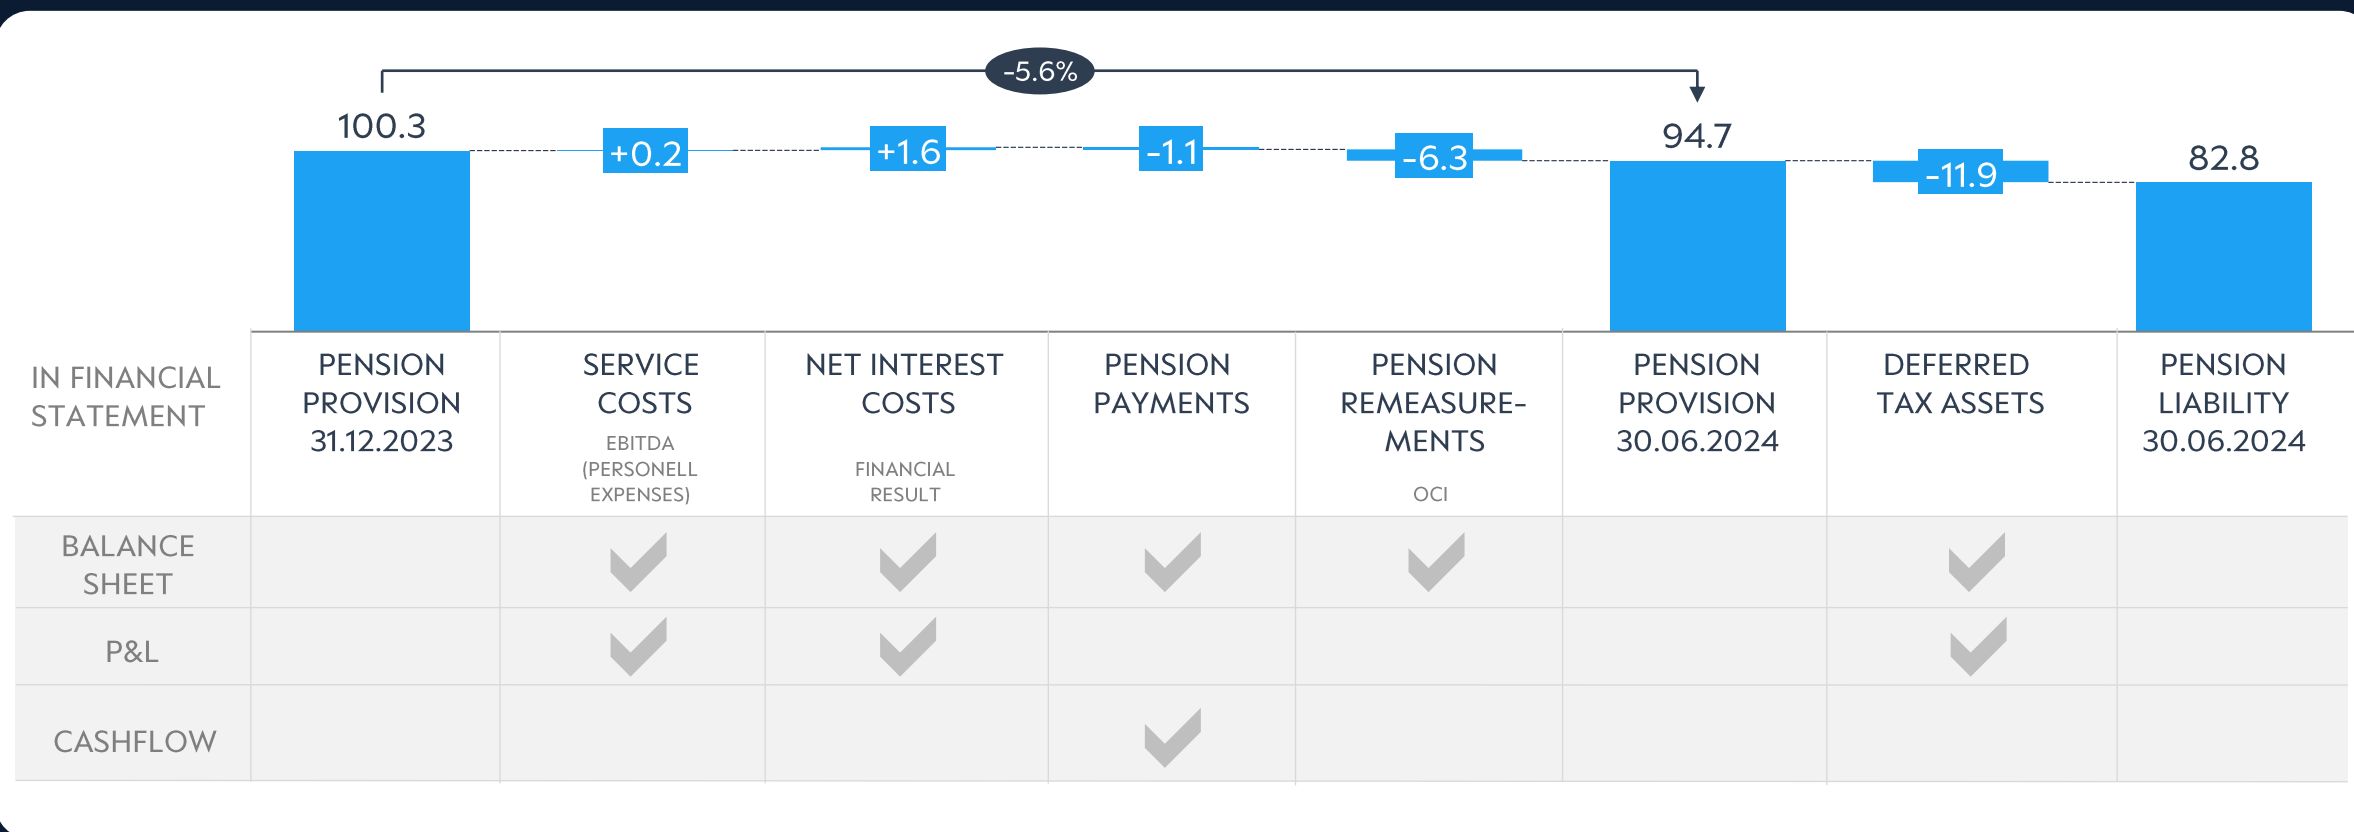 -5.6%
100.3
+0.2
+1.6
-1.1
-6.3
94.7
-11.9
82.8
IN FINANCIAL
STATEMENT
PENSION
PROVISION
31.12.2023
SERVICE
COSTS
EBITDA
(PERSONELL
EXPENSES)
NET INTEREST
COSTS
FINANCIAL
RESULT
PENSION
PAYMENTS
PENSION
REMEASURE-
MENTS
OCI
PENSION
PROVISION
30.06.2024
DEFERRED
TAX ASSETS
PENSION
LIABILITY
30.06.2024
BALANCE
SHEET
P&L
CASHFLOW